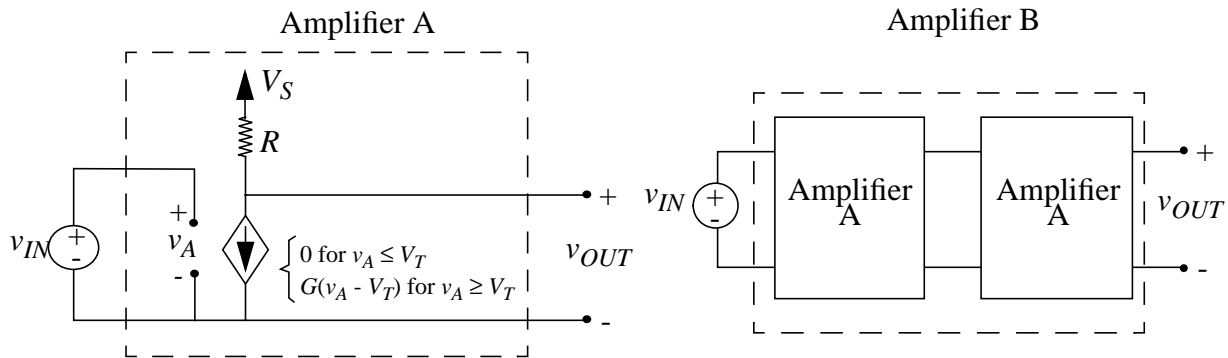 Amplifier A
V_S
R
v_IN
+
-
+
v_A
-
0 for v_A ≤ V_T
G(v_A - V_T) for v_A ≥ V_T
+
v_OUT
-
Amplifier B
v_IN
+
-
Amplifier
A
Amplifier
A
+
v_OUT
-